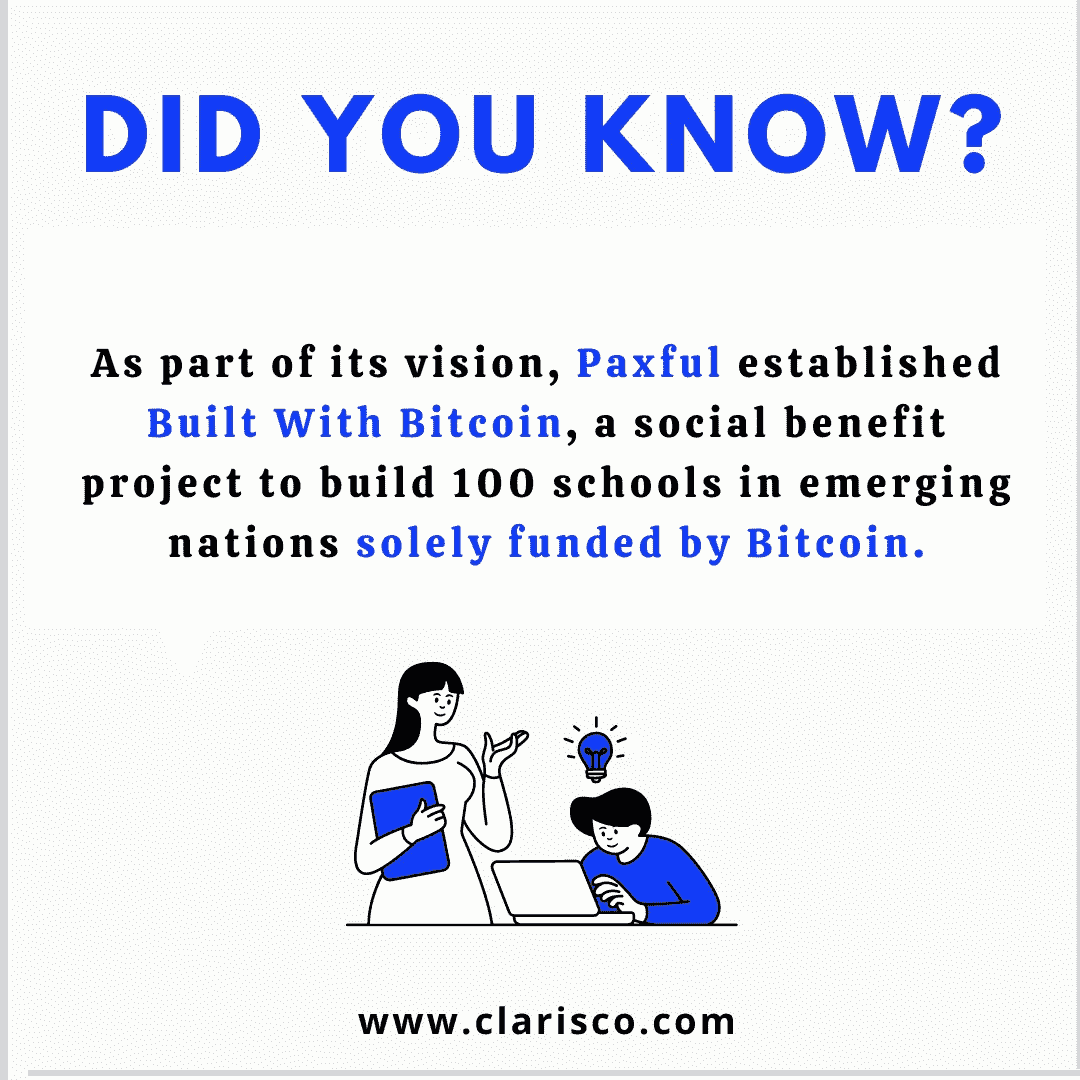 DID YOU KNOW?
As part of its vision, Paxful established
Built With Bitcoin, a social benefit
project to build 100 schools in emerging
nations solely funded by Bitcoin.
www.clarisco.com